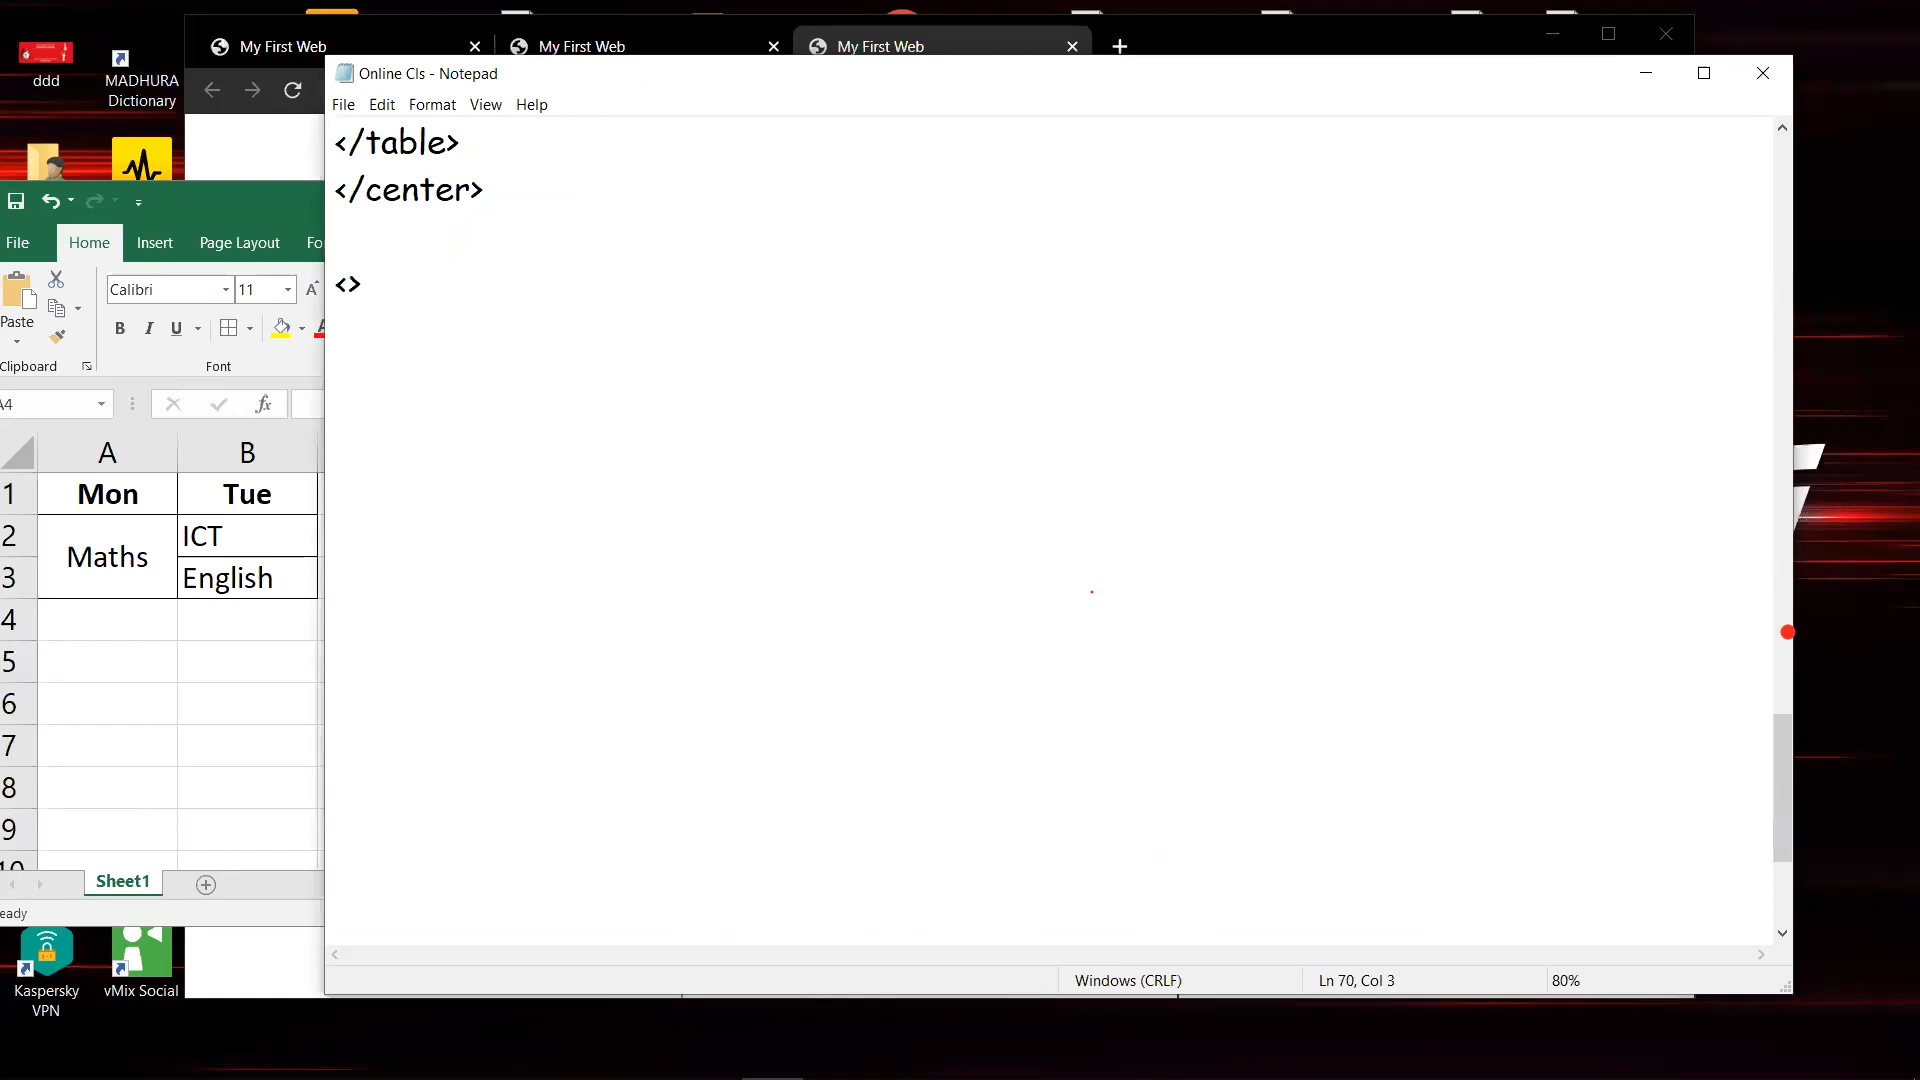 ddd
MADHURA
Dictionary
My First Web
My First Web
My First Web
Online Cls - Notepad
File Edit Format View Help
</table>
</center>
<>
File Home Insert Page Layout Fo
Calibri 11 A
B I U A
Paste
Clipboard Font
A4 fx
A B
1 Mon Tue
2 ICT
Maths
3 English
4
5
6
7
8
9
10
Sheet1
eady
Windows (CRLF) Ln 70, Col 3 80%
Kaspersky
VPN
vMix Social